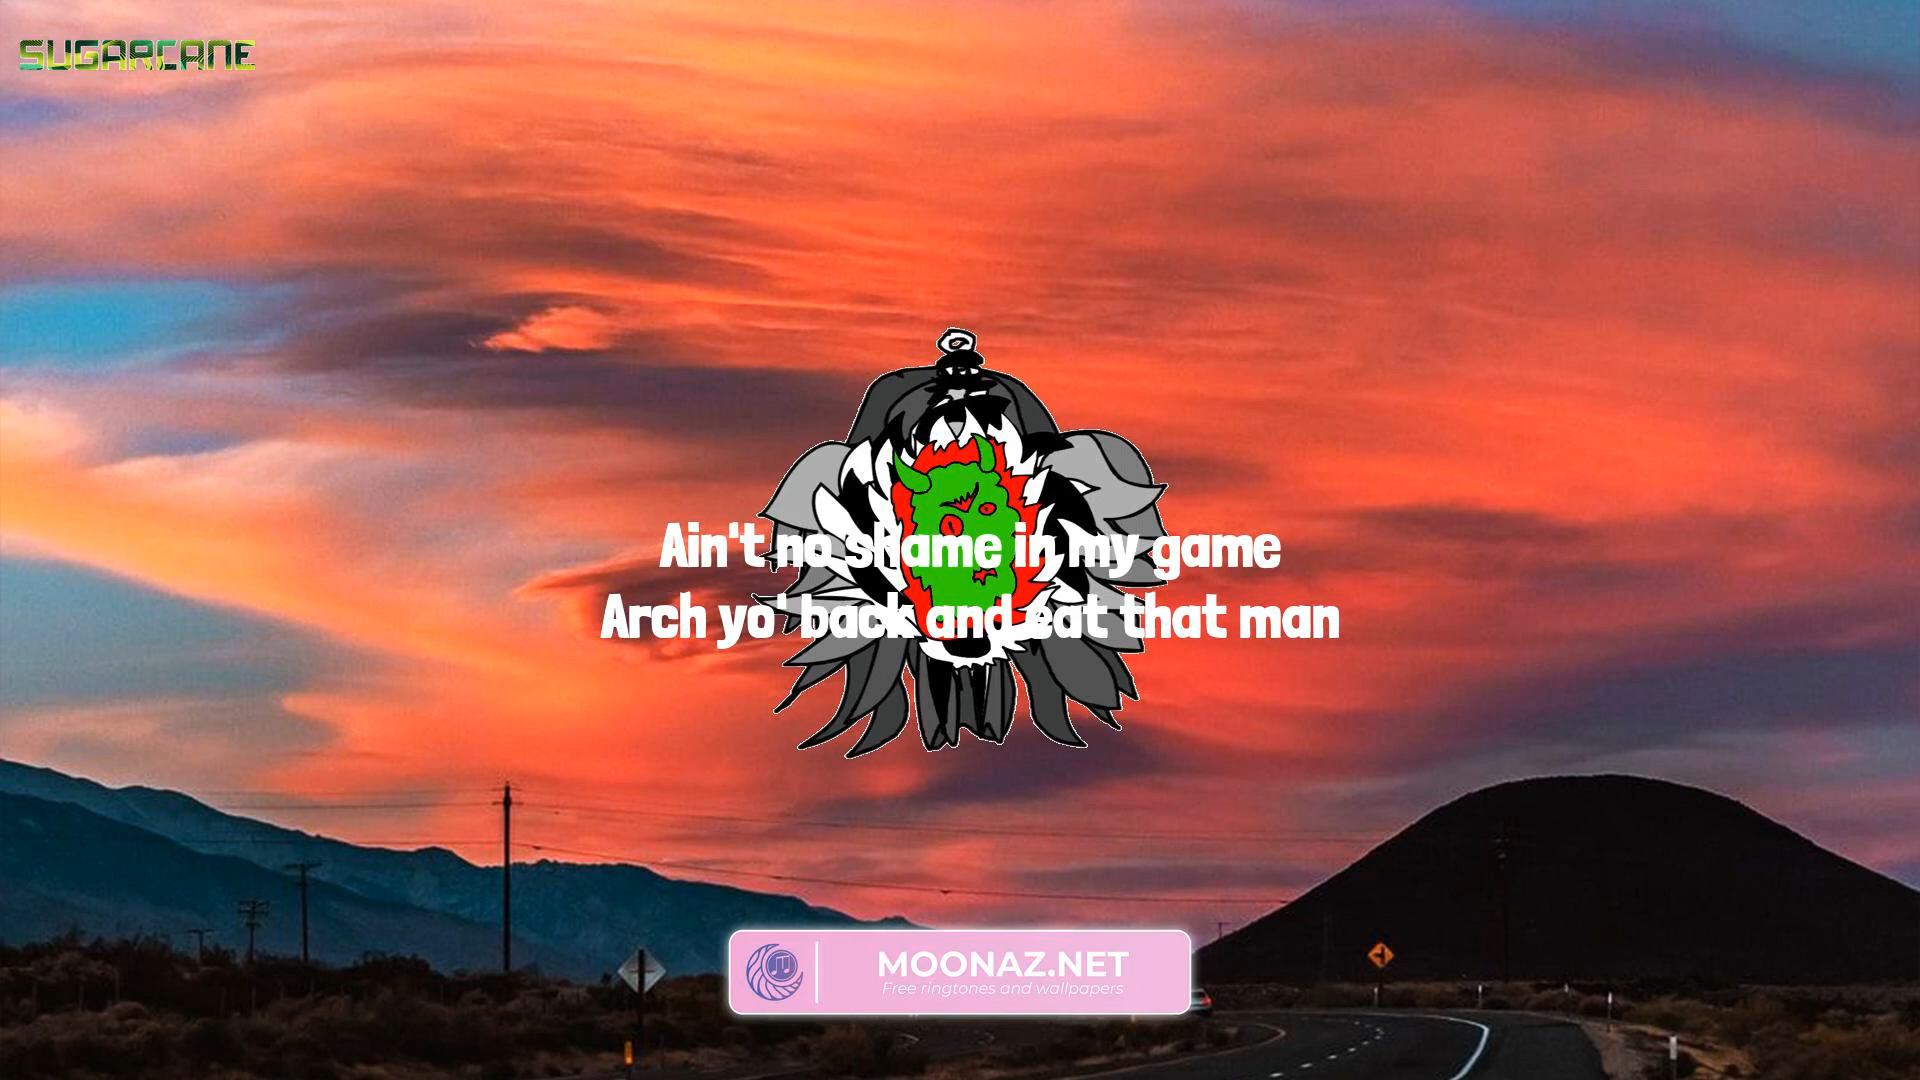 SUGARCANE
Ain't no shame in my game
Arch yo' back and eat that man
MOONAZ.NET
Free ringtones and wallpapers